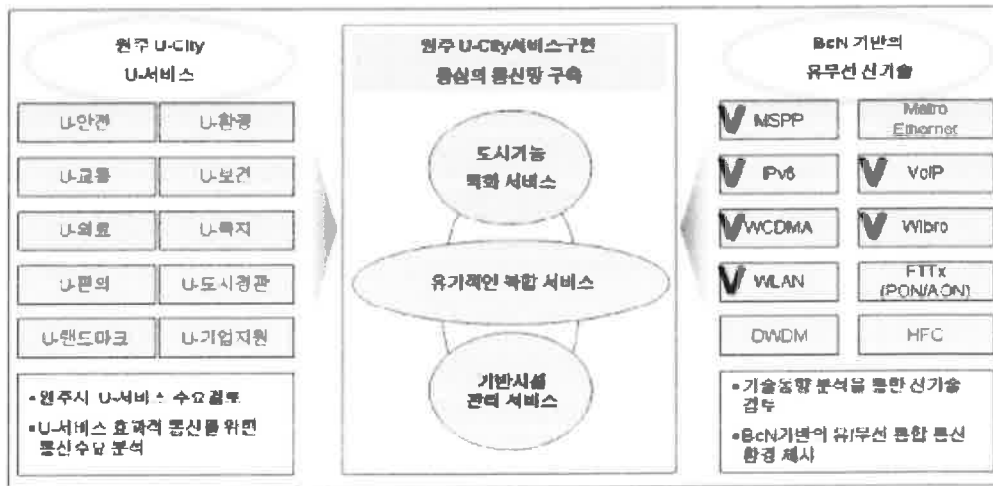 원주 U-City
U-서비스
U-안전
U-환경
U-교통
U-보건
U-의료
U-복지
U-편의
U-도시경관
U-랜드마크
U-기업지원
•원주시 U-서비스 수요검토
•U-서비스 효과적 통신를 위한
통신수요 분석
원주 U-City서비스구현
중심의 통신망 구축
도시기능
특화 서비스
유기적인 복합 서비스
기반시설
관리 서비스
BcN 기반의
유무선 신기술
V MSPP
Metro
Ethernet
V IPv6
V VoIP
V WCDMA
V Wibro
V WLAN
FTTx
(PON/AON)
DWDM
HFC
•기술동향 분석을 통한 신기술
검토
•BcN기반의 유/무선 통합 통신
환경 제시